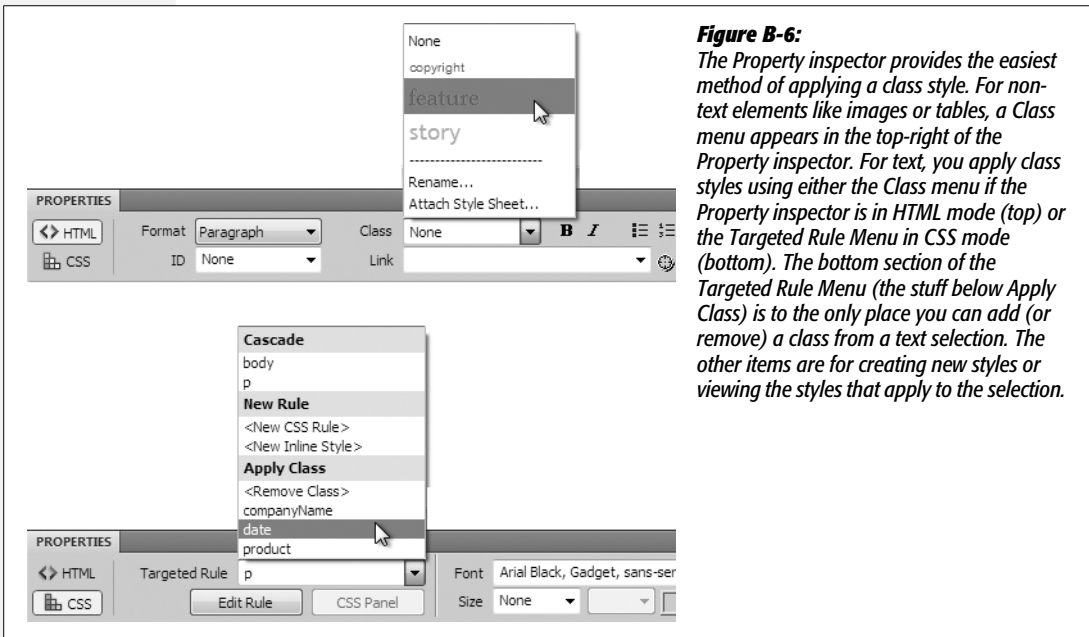 None
copyright
feature
story
--------------------------
Rename...
Attach Style Sheet...
PROPERTIES
<> HTML Format Paragraph Class None B I
CSS ID None Link
Cascade
body
p
New Rule
<New CSS Rule>
<New Inline Style>
Apply Class
<Remove Class>
companyName
date
product
PROPERTIES
<> HTML Targeted Rule p Font Arial Black, Gadget, sans-ser
CSS Edit Rule CSS Panel Size None
Figure B-6:
The Property inspector provides the easiest
method of applying a class style. For non-
text elements like images or tables, a Class
menu appears in the top-right of the
Property inspector. For text, you apply class
styles using either the Class menu if the
Property inspector is in HTML mode (top) or
the Targeted Rule Menu in CSS mode
(bottom). The bottom section of the
Targeted Rule Menu (the stuff below Apply
Class) is to the only place you can add (or
remove) a class from a text selection. The
other items are for creating new styles or
viewing the styles that apply to the selection.